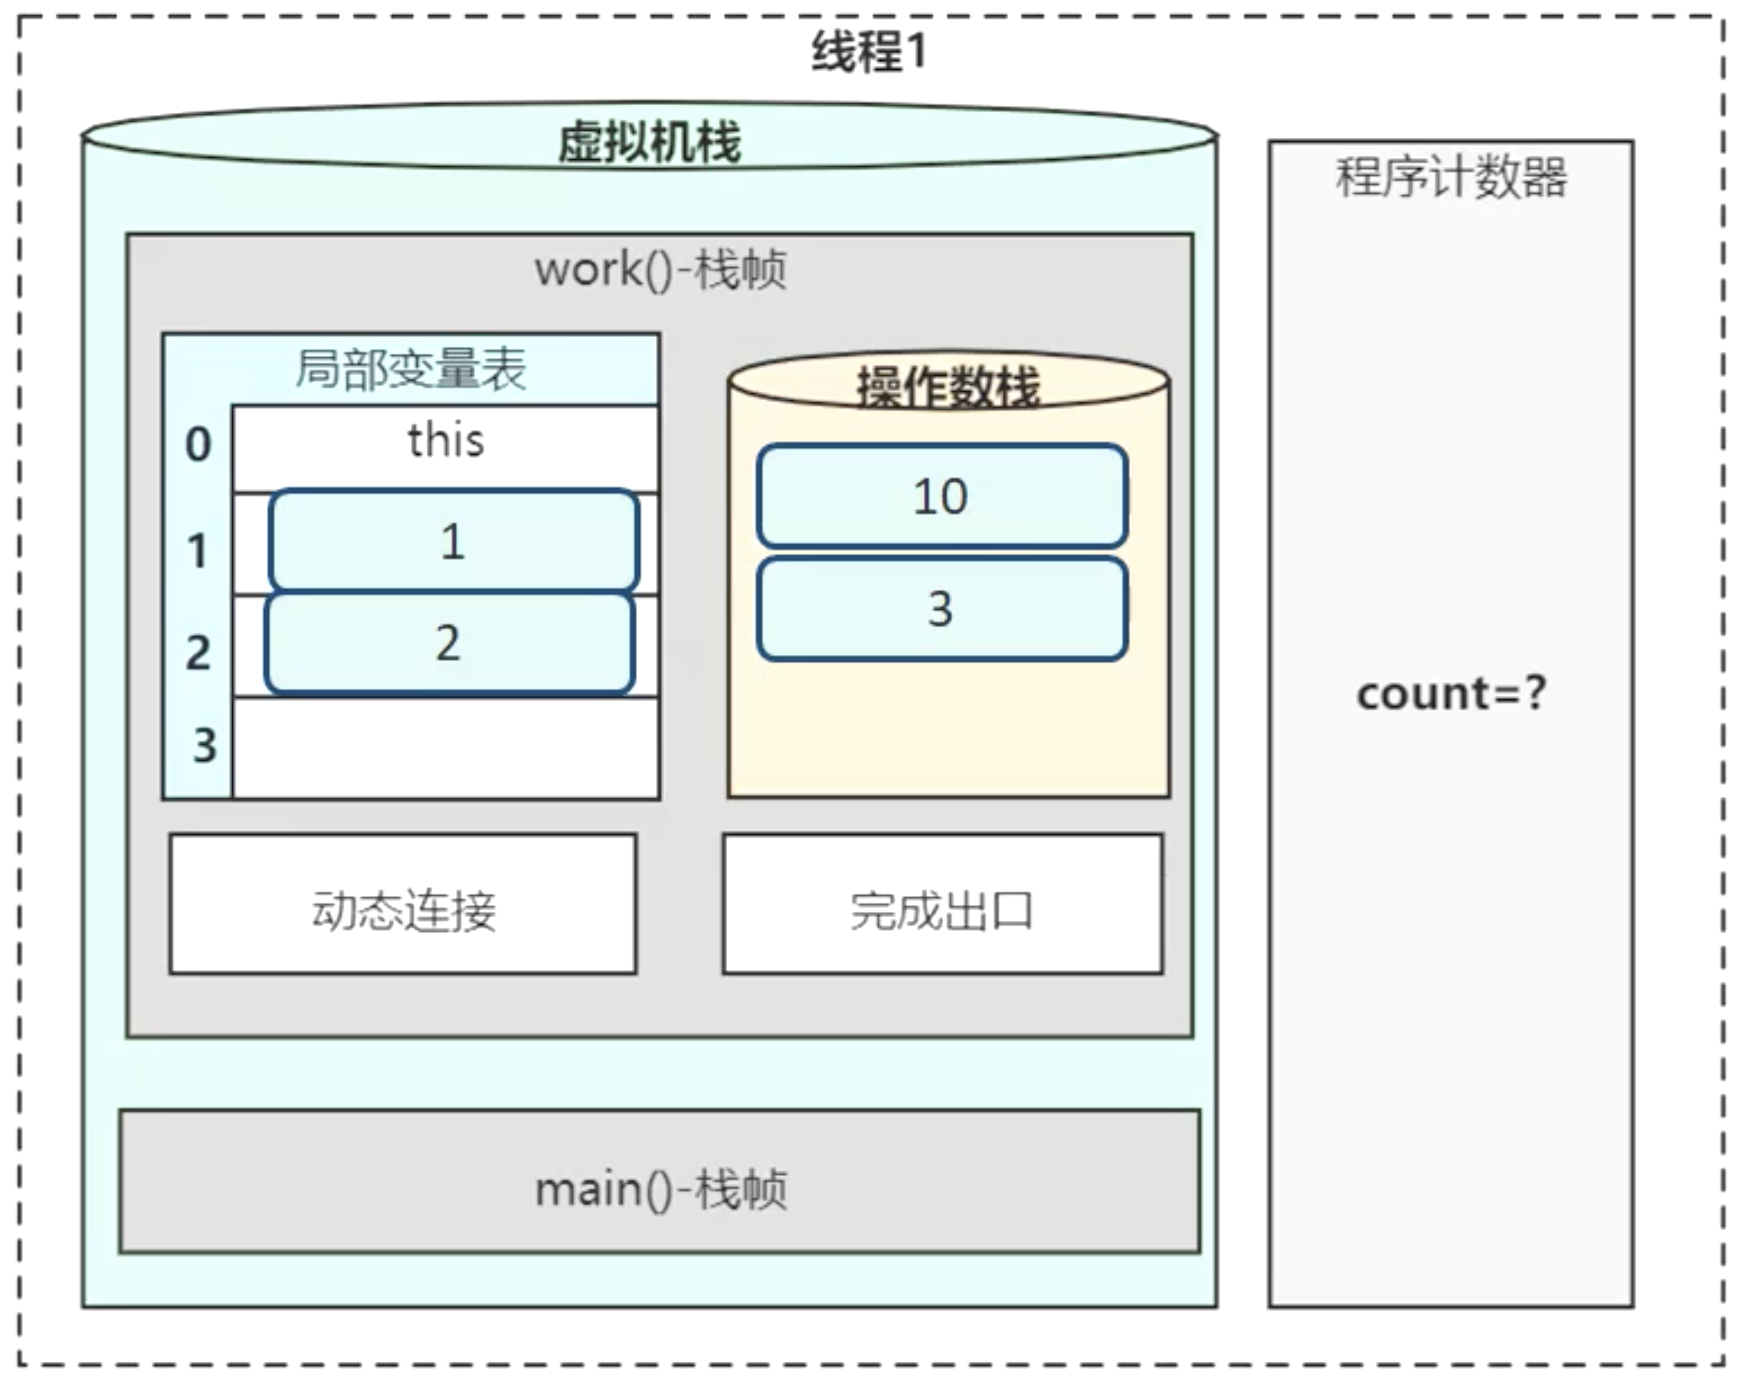 线程1
虚拟机栈
程序计数器
work()-栈帧
局部变量表
操作数栈
0
this
10
1
1
3
2
2
count=?
3
动态连接
完成出口
main()-栈帧